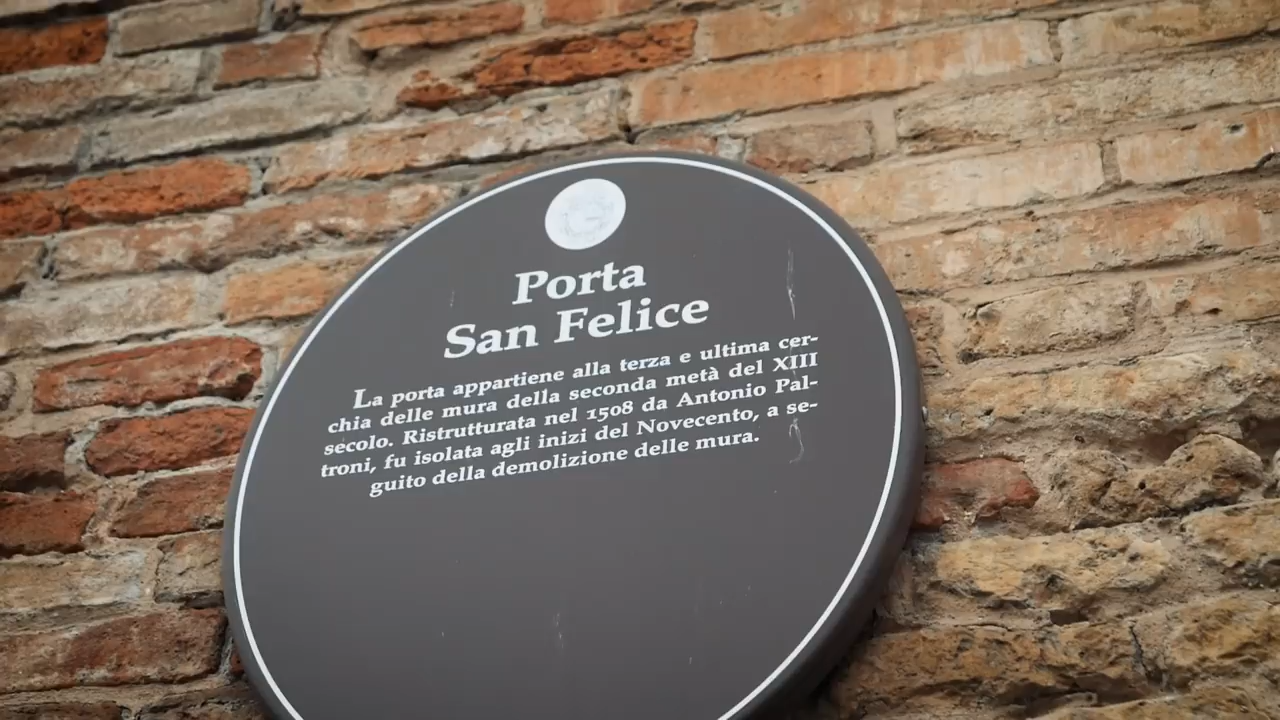 Porta
San Felice
La porta appartiene alla terza e ultima cer-
chia delle mura della seconda metà del XIII
secolo. Ristrutturata nel 1508 da Antonio Pal-
troni, fu isolata agli inizi del Novecento, a se-
guito della demolizione delle mura.